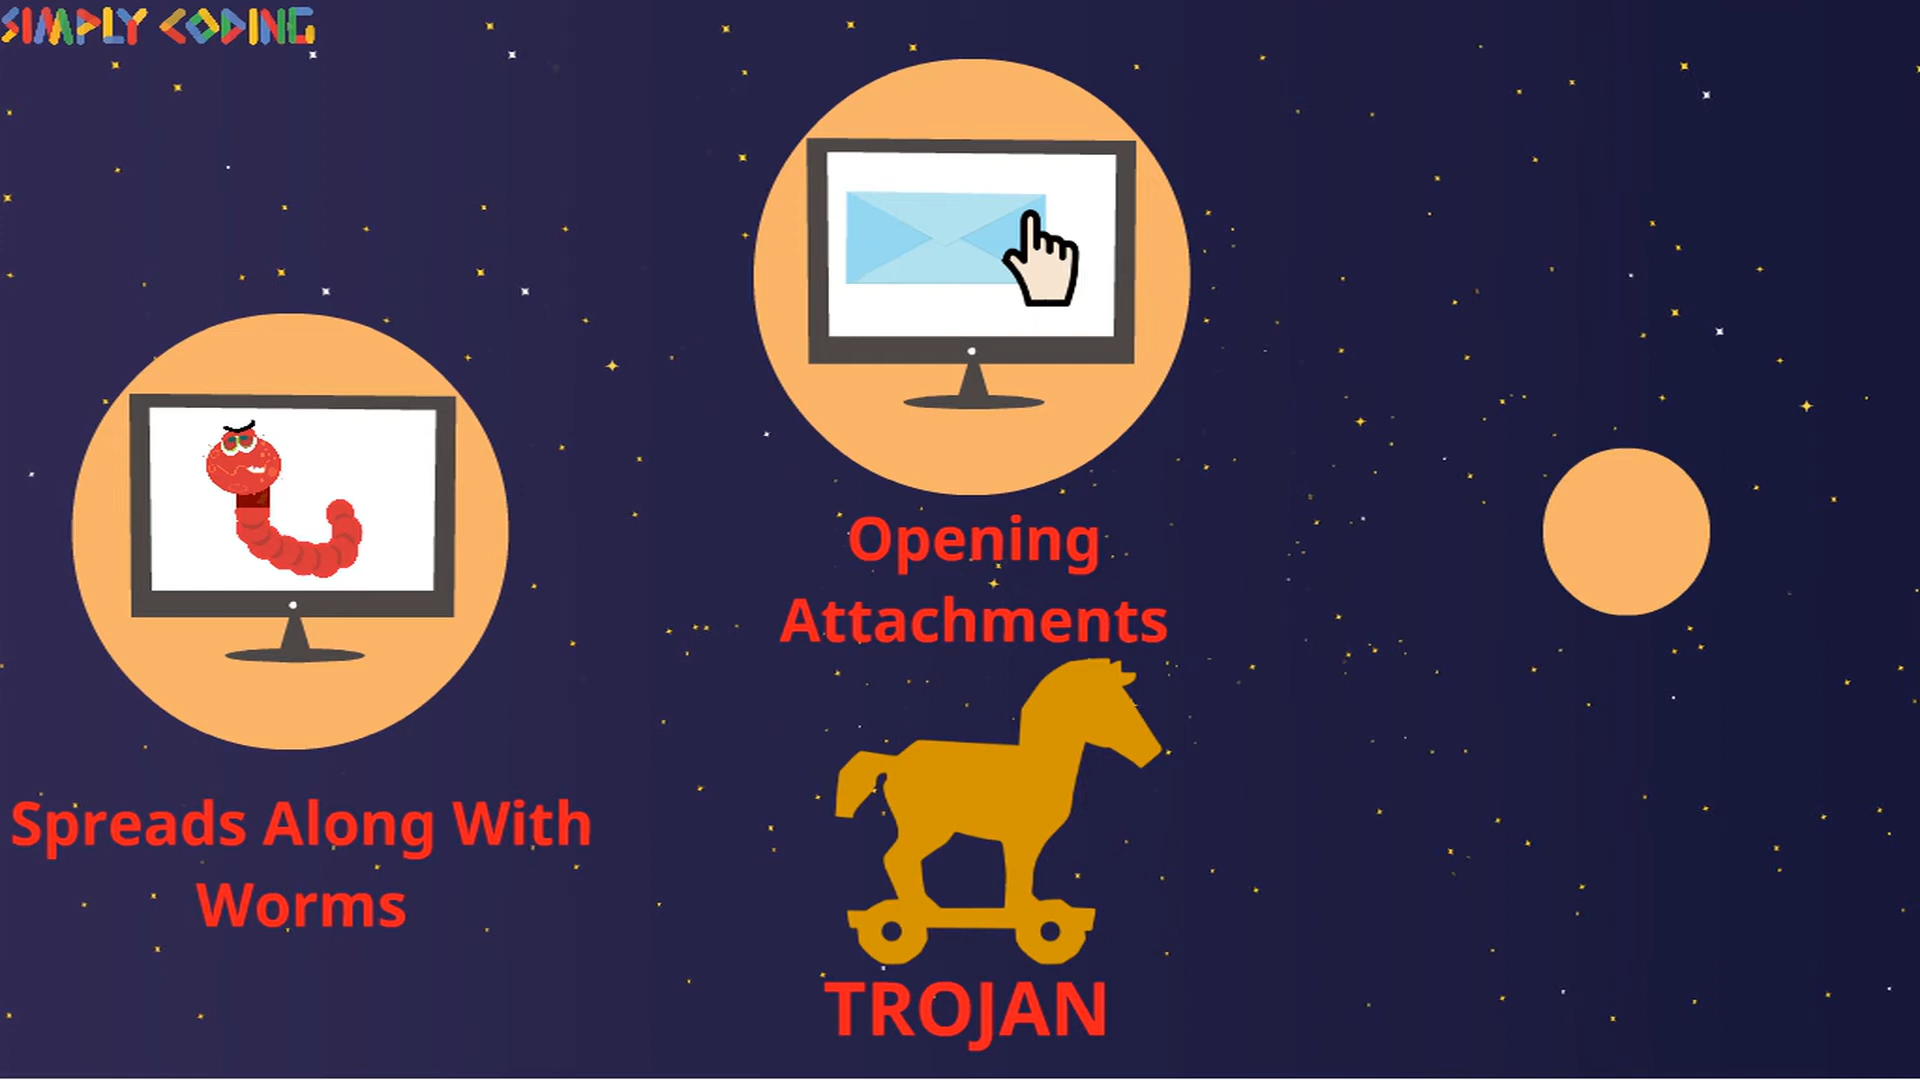 SIMPLY CODING
Opening
Attachments
Spreads Along With
Worms
TROJAN